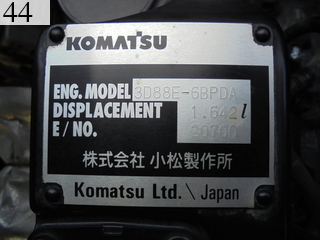 44
KOMATSU
ENG. MODEL 3D88E-6BPDA
DISPLACEMENT 1.642 l
E / NO. 20700
株式会社 小松製作所
Komatsu Ltd. \ Japan